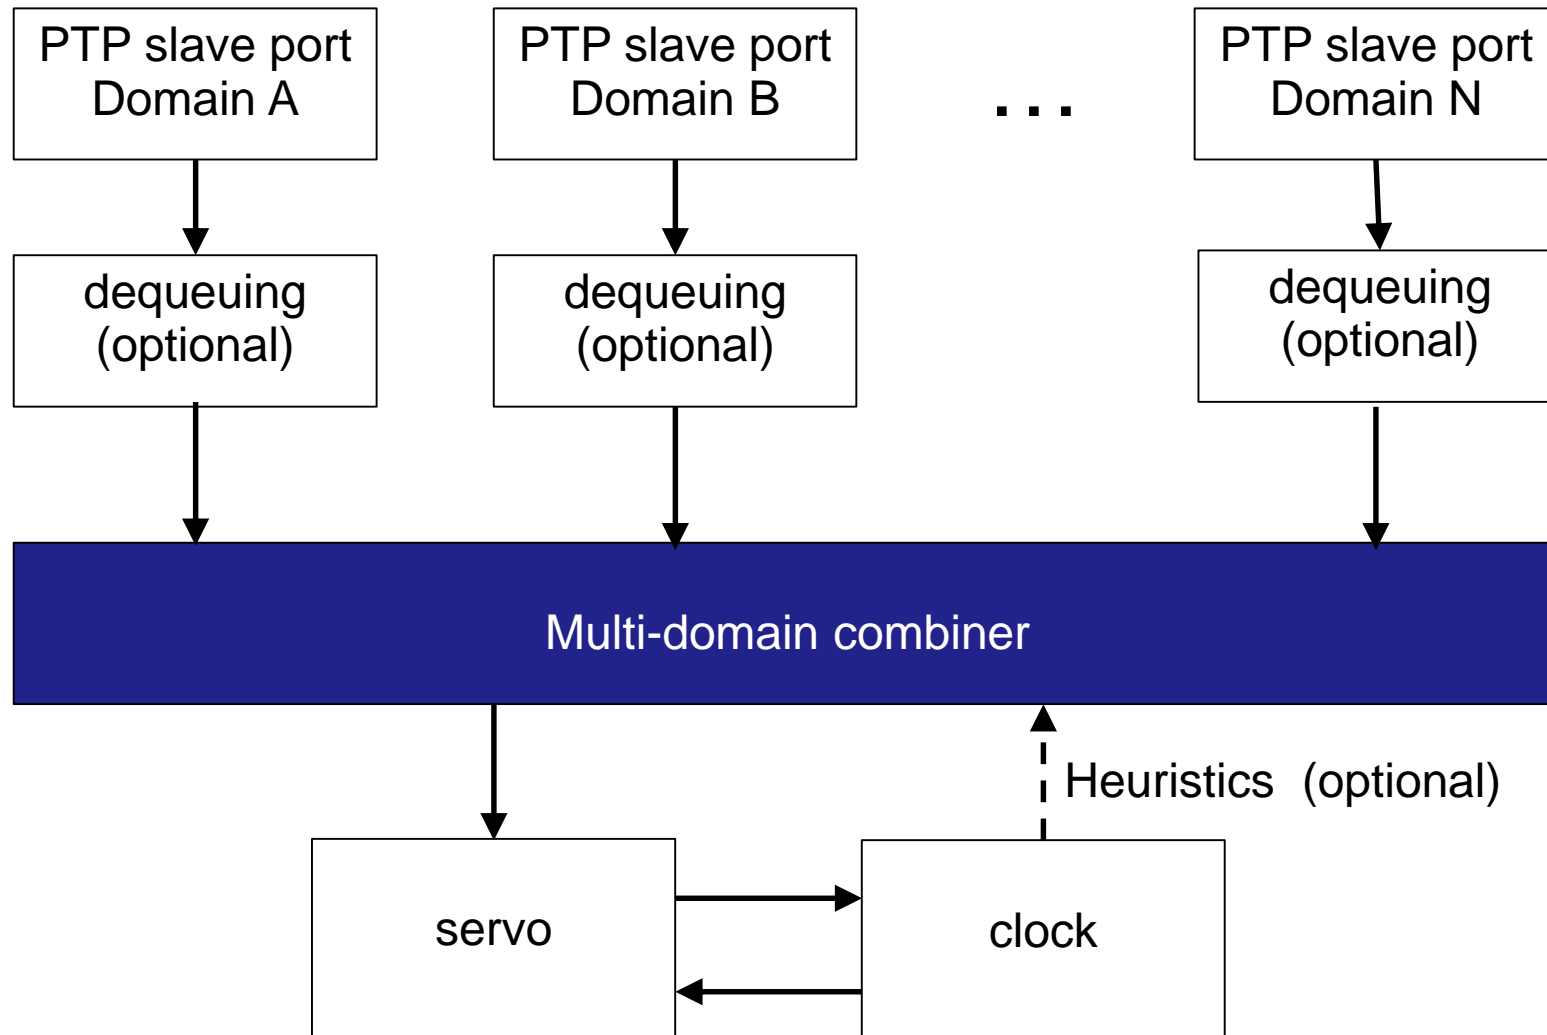 PTP slave port
Domain A
PTP slave port
Domain B
...
PTP slave port
Domain N
dequeuing
(optional)
dequeuing
(optional)
dequeuing
(optional)
Multi-domain combiner
Heuristics (optional)
servo
clock